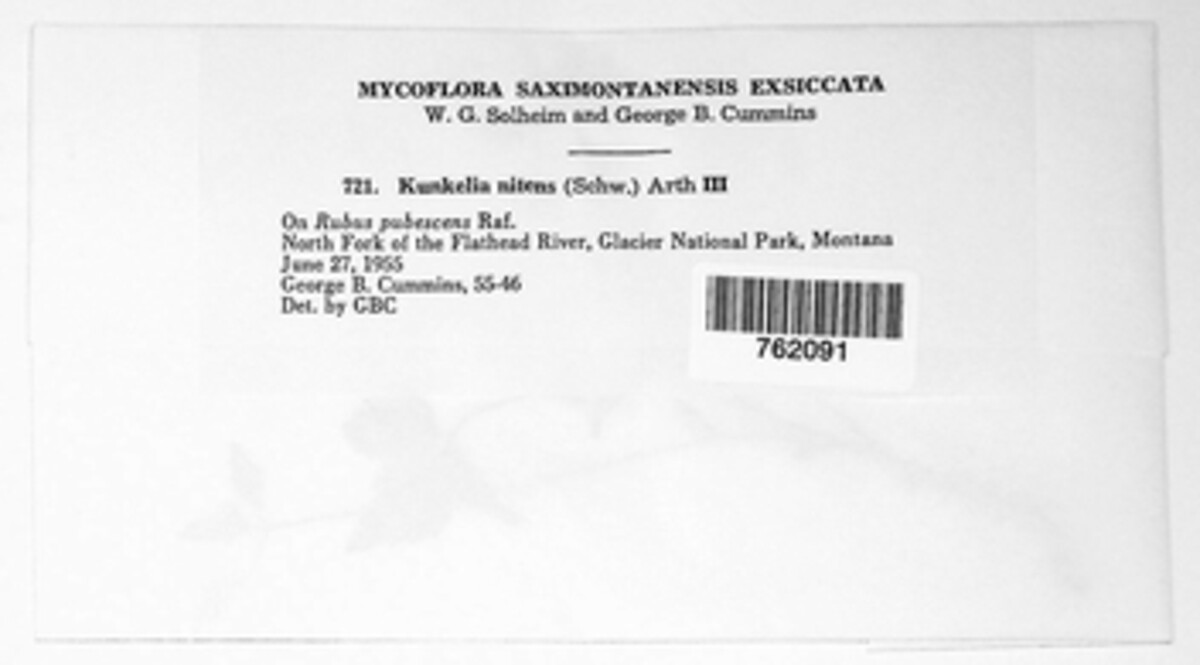 MYCOFLORA SAXIMONTANENSIS EXSICCATA
W. G. Solheim and George B. Cummins
721. Kunkelia nitens (Schw.) Arth III
On Rubus pubescens Raf.
North Fork of the Flathead River, Glacier National Park, Montana
June 27, 1955
George B. Cummins, 55-46
Det. by GBC
762091